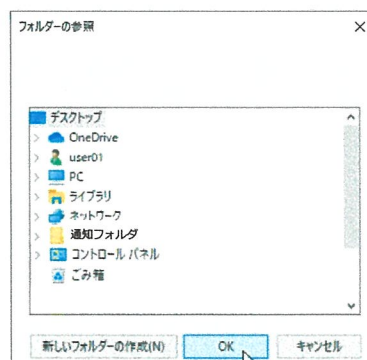 フォルダーの参照
デスクトップ
OneDrive
user01
PC
ライブラリ
ネットワーク
通知フォルダ
コントロール パネル
ごみ箱
新しいフォルダーの作成(N) OK キャンセル